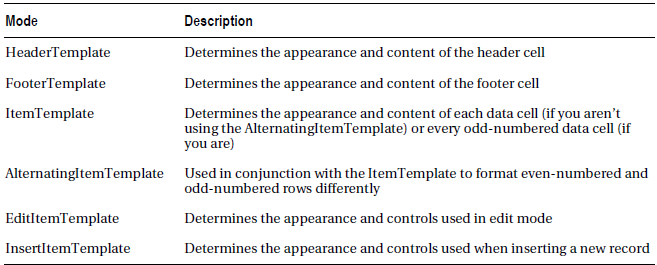 Mode Description
HeaderTemplate Determines the appearance and content of the header cell
FooterTemplate Determines the appearance and content of the footer cell
ItemTemplate Determines the appearance and content of each data cell (if you aren't
using the AlternatingItemTemplate) or every odd-numbered data cell (if
you are)
AlternatingItemTemplate Used in conjunction with the ItemTemplate to format even-numbered and
odd-numbered rows differently
EditItemTemplate Determines the appearance and controls used in edit mode
InsertItemTemplate Determines the appearance and controls used when inserting a new record